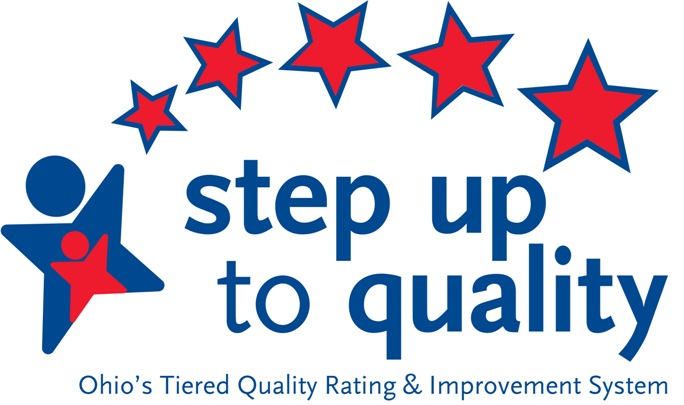 step up
to quality
Ohio's Tiered Quality Rating & Improvement System